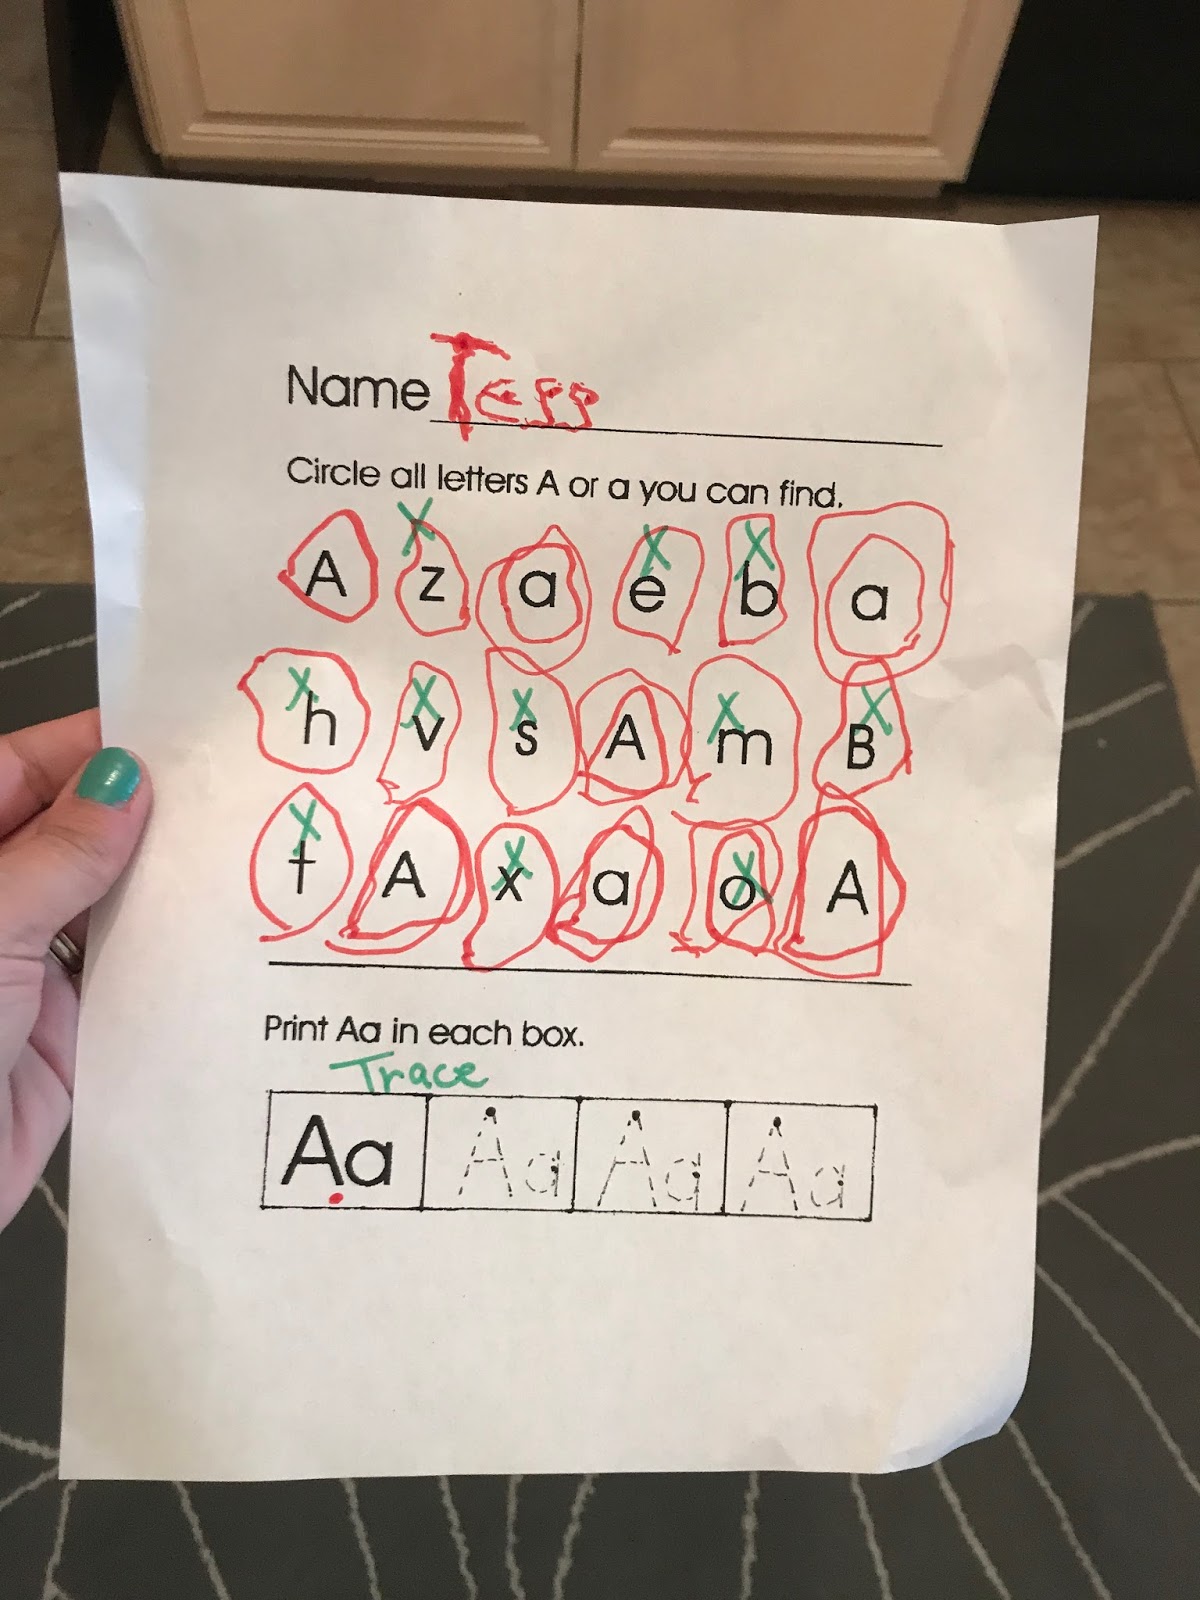 Name Tess
Circle all letters A or a you can find.
A z a e b a
h v s A m B
t A x a o A
Print Aa in each box.
Trace
Aa Aa Aa Aa